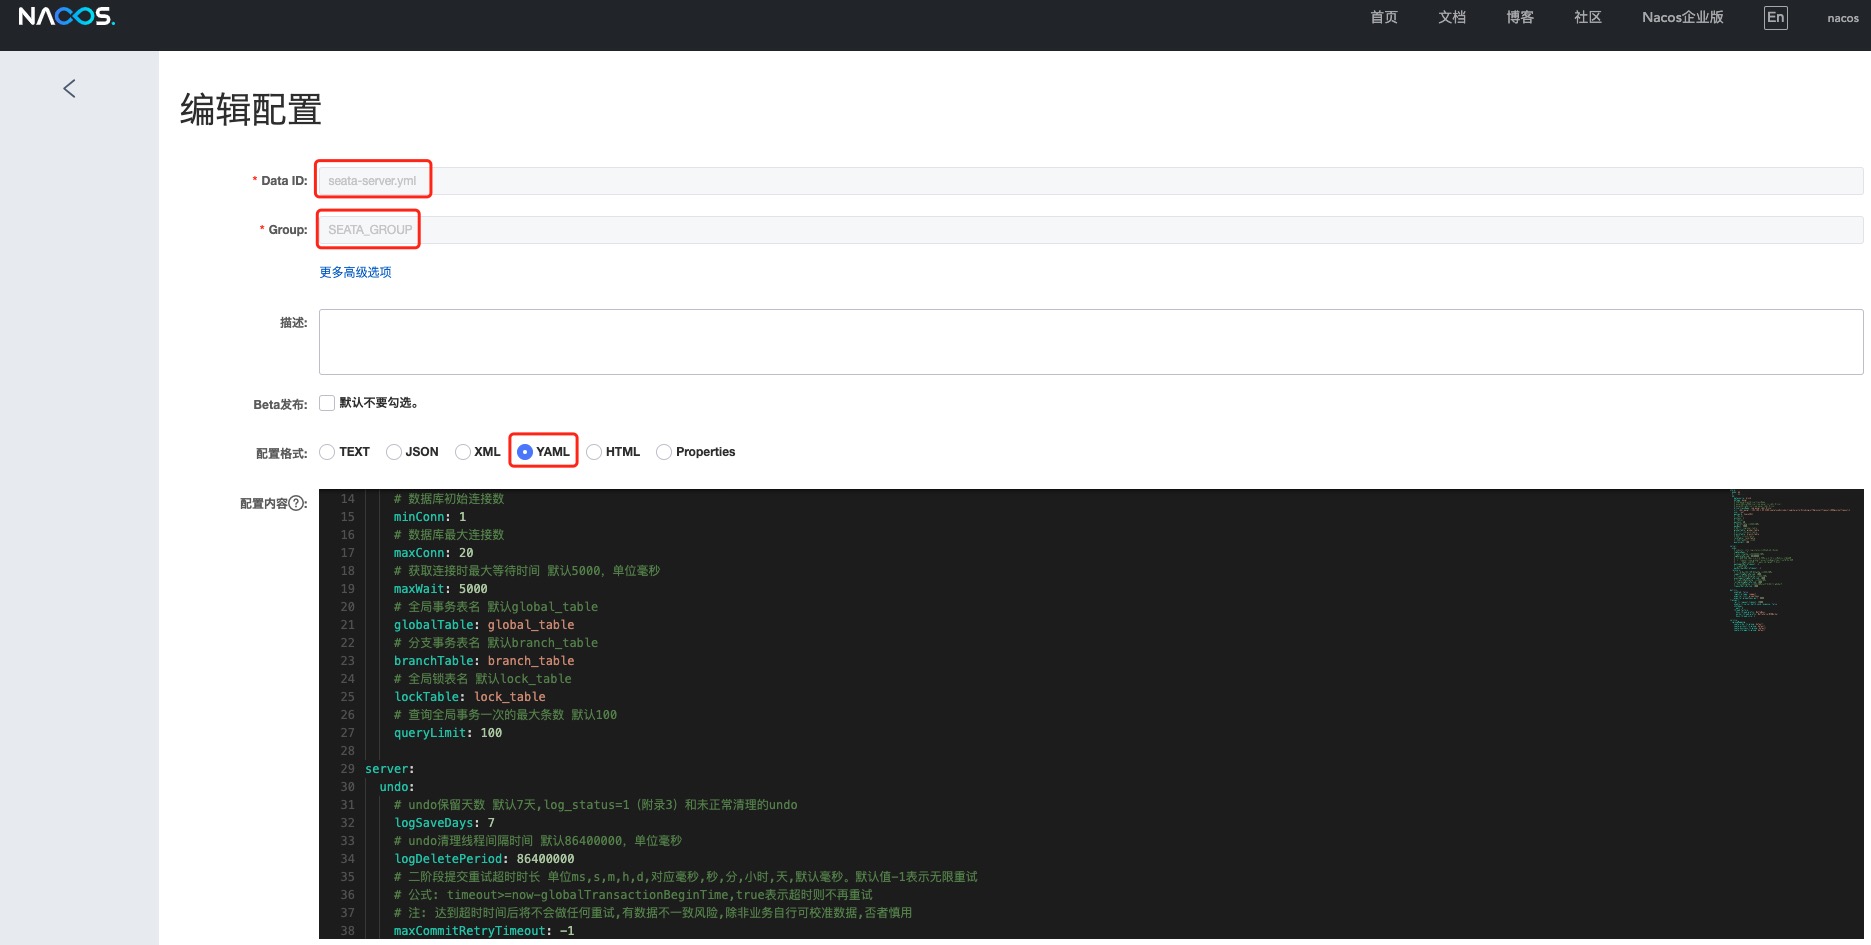 NACOS.
首页 文档 博客 社区 Nacos企业版 En nacos
编辑配置
* Data ID: seata-server.yml
* Group: SEATA_GROUP
更多高级选项
描述:
Beta发布: 默认不要勾选。
配置格式: TEXT JSON XML YAML HTML Properties
配置内容?:
14 # 数据库初始连接数
15 minConn: 1
16 # 数据库最大连接数
17 maxConn: 20
18 # 获取连接时最大等待时间 默认5000，单位毫秒
19 maxWait: 5000
20 # 全局事务表名 默认global_table
21 globalTable: global_table
22 # 分支事务表名 默认branch_table
23 branchTable: branch_table
24 # 全局锁表名 默认lock_table
25 lockTable: lock_table
26 # 查询全局事务一次的最大条数 默认100
27 queryLimit: 100
28
29 server:
30 undo:
31 # undo保留天数 默认7天,log_status=1（附录3）和未正常清理的undo
32 logSaveDays: 7
33 # undo清理线程间隔时间 默认86400000，单位毫秒
34 logDeletePeriod: 86400000
35 # 二阶段提交重试超时时长 单位ms,s,m,h,d,对应毫秒,秒,分,小时,天,默认毫秒。默认值-1表示无限重试
36 # 公式: timeout>=now-globalTransactionBeginTime,true表示超时则不再重试
37 # 注: 达到超时时间后将不会做任何重试,有数据不一致风险,除非业务自行可校准数据,否者慎用
38 maxCommitRetryTimeout: -1